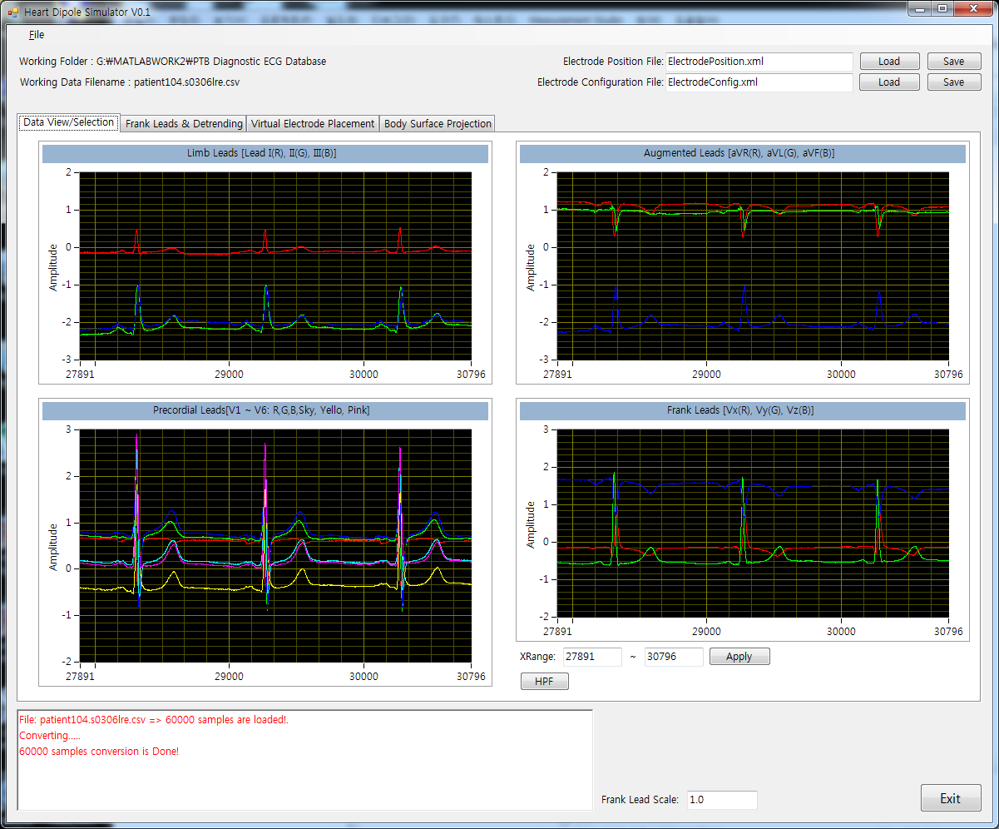 Heart Dipole Simulator V0.1
File
Working Folder : G:₩MATLABWORK2₩PTB Diagnostic ECG Database
Electrode Position File: ElectrodePosition.xml Load Save
Working Data Filename : patient104.s0306lre.csv
Electrode Configuration File: ElectrodeConfig.xml Load Save
Data View/Selection Frank Leads & Detrending Virtual Electrode Placement Body Surface Projection
Limb Leads [Lead I(R), II(G), III(B)]
2
1
0
-1
-2
-3
Amplitude
27891 29000 30000 30796
Augmented Leads [aVR(R), aVL(G), aVF(B)]
2
1
0
-1
-2
-3
Amplitude
27891 29000 30000 30796
Precordial Leads[V1 ~ V6: R,G,B,Sky, Yello, Pink]
3
2
1
0
-1
-2
Amplitude
27891 29000 30000 30796
Frank Leads [Vx(R), Vy(G), Vz(B)]
3
2
1
0
-1
-2
Amplitude
27891 29000 30000 30796
XRange: 27891 ~ 30796 Apply
HPF
File: patient104.s0306lre.csv => 60000 samples are loaded!.
Converting.....
60000 samples conversion is Done!
Frank Lead Scale: 1.0
Exit